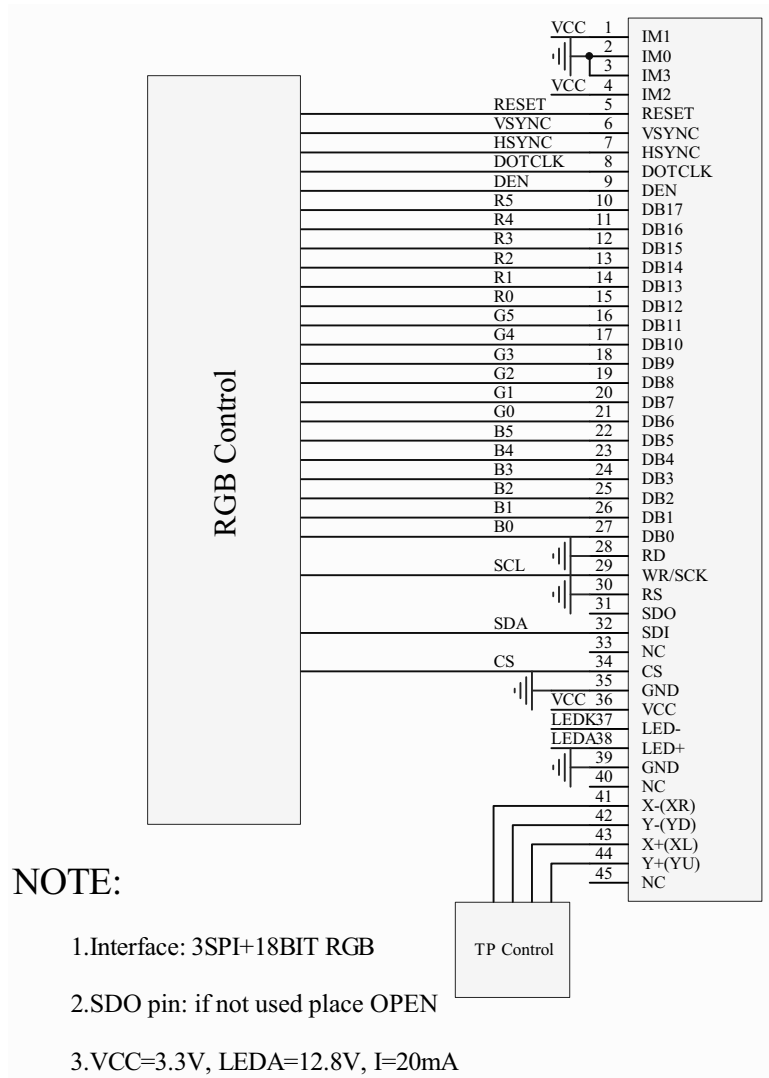 VCC 1 IM1
2 IM0
3 IM3
VCC 4 IM2
RESET 5 RESET
VSYNC 6 VSYNC
HSYNC 7 HSYNC
DOTCLK 8 DOTCLK
DEN 9 DEN
R5 10 DB17
R4 11 DB16
R3 12 DB15
R2 13 DB14
R1 14 DB13
R0 15 DB12
G5 16 DB11
G4 17 DB10
G3 18 DB9
G2 19 DB8
G1 20 DB7
G0 21 DB6
B5 22 DB5
B4 23 DB4
B3 24 DB3
B2 25 DB2
B1 26 DB1
B0 27 DB0
28 RD
SCL 29 WR/SCK
30 RS
31 SDO
SDA 32 SDI
33 NC
CS 34 CS
35 GND
VCC 36 VCC
LEDK 37 LED-
LEDA 38 LED+
39 GND
40 NC
41 X-(XR)
42 Y-(YD)
43 X+(XL)
44 Y+(YU)
45 NC
RGB Control
TP Control
NOTE:
1.Interface: 3SPI+18BIT RGB
2.SDO pin: if not used place OPEN
3.VCC=3.3V, LEDA=12.8V, I=20mA